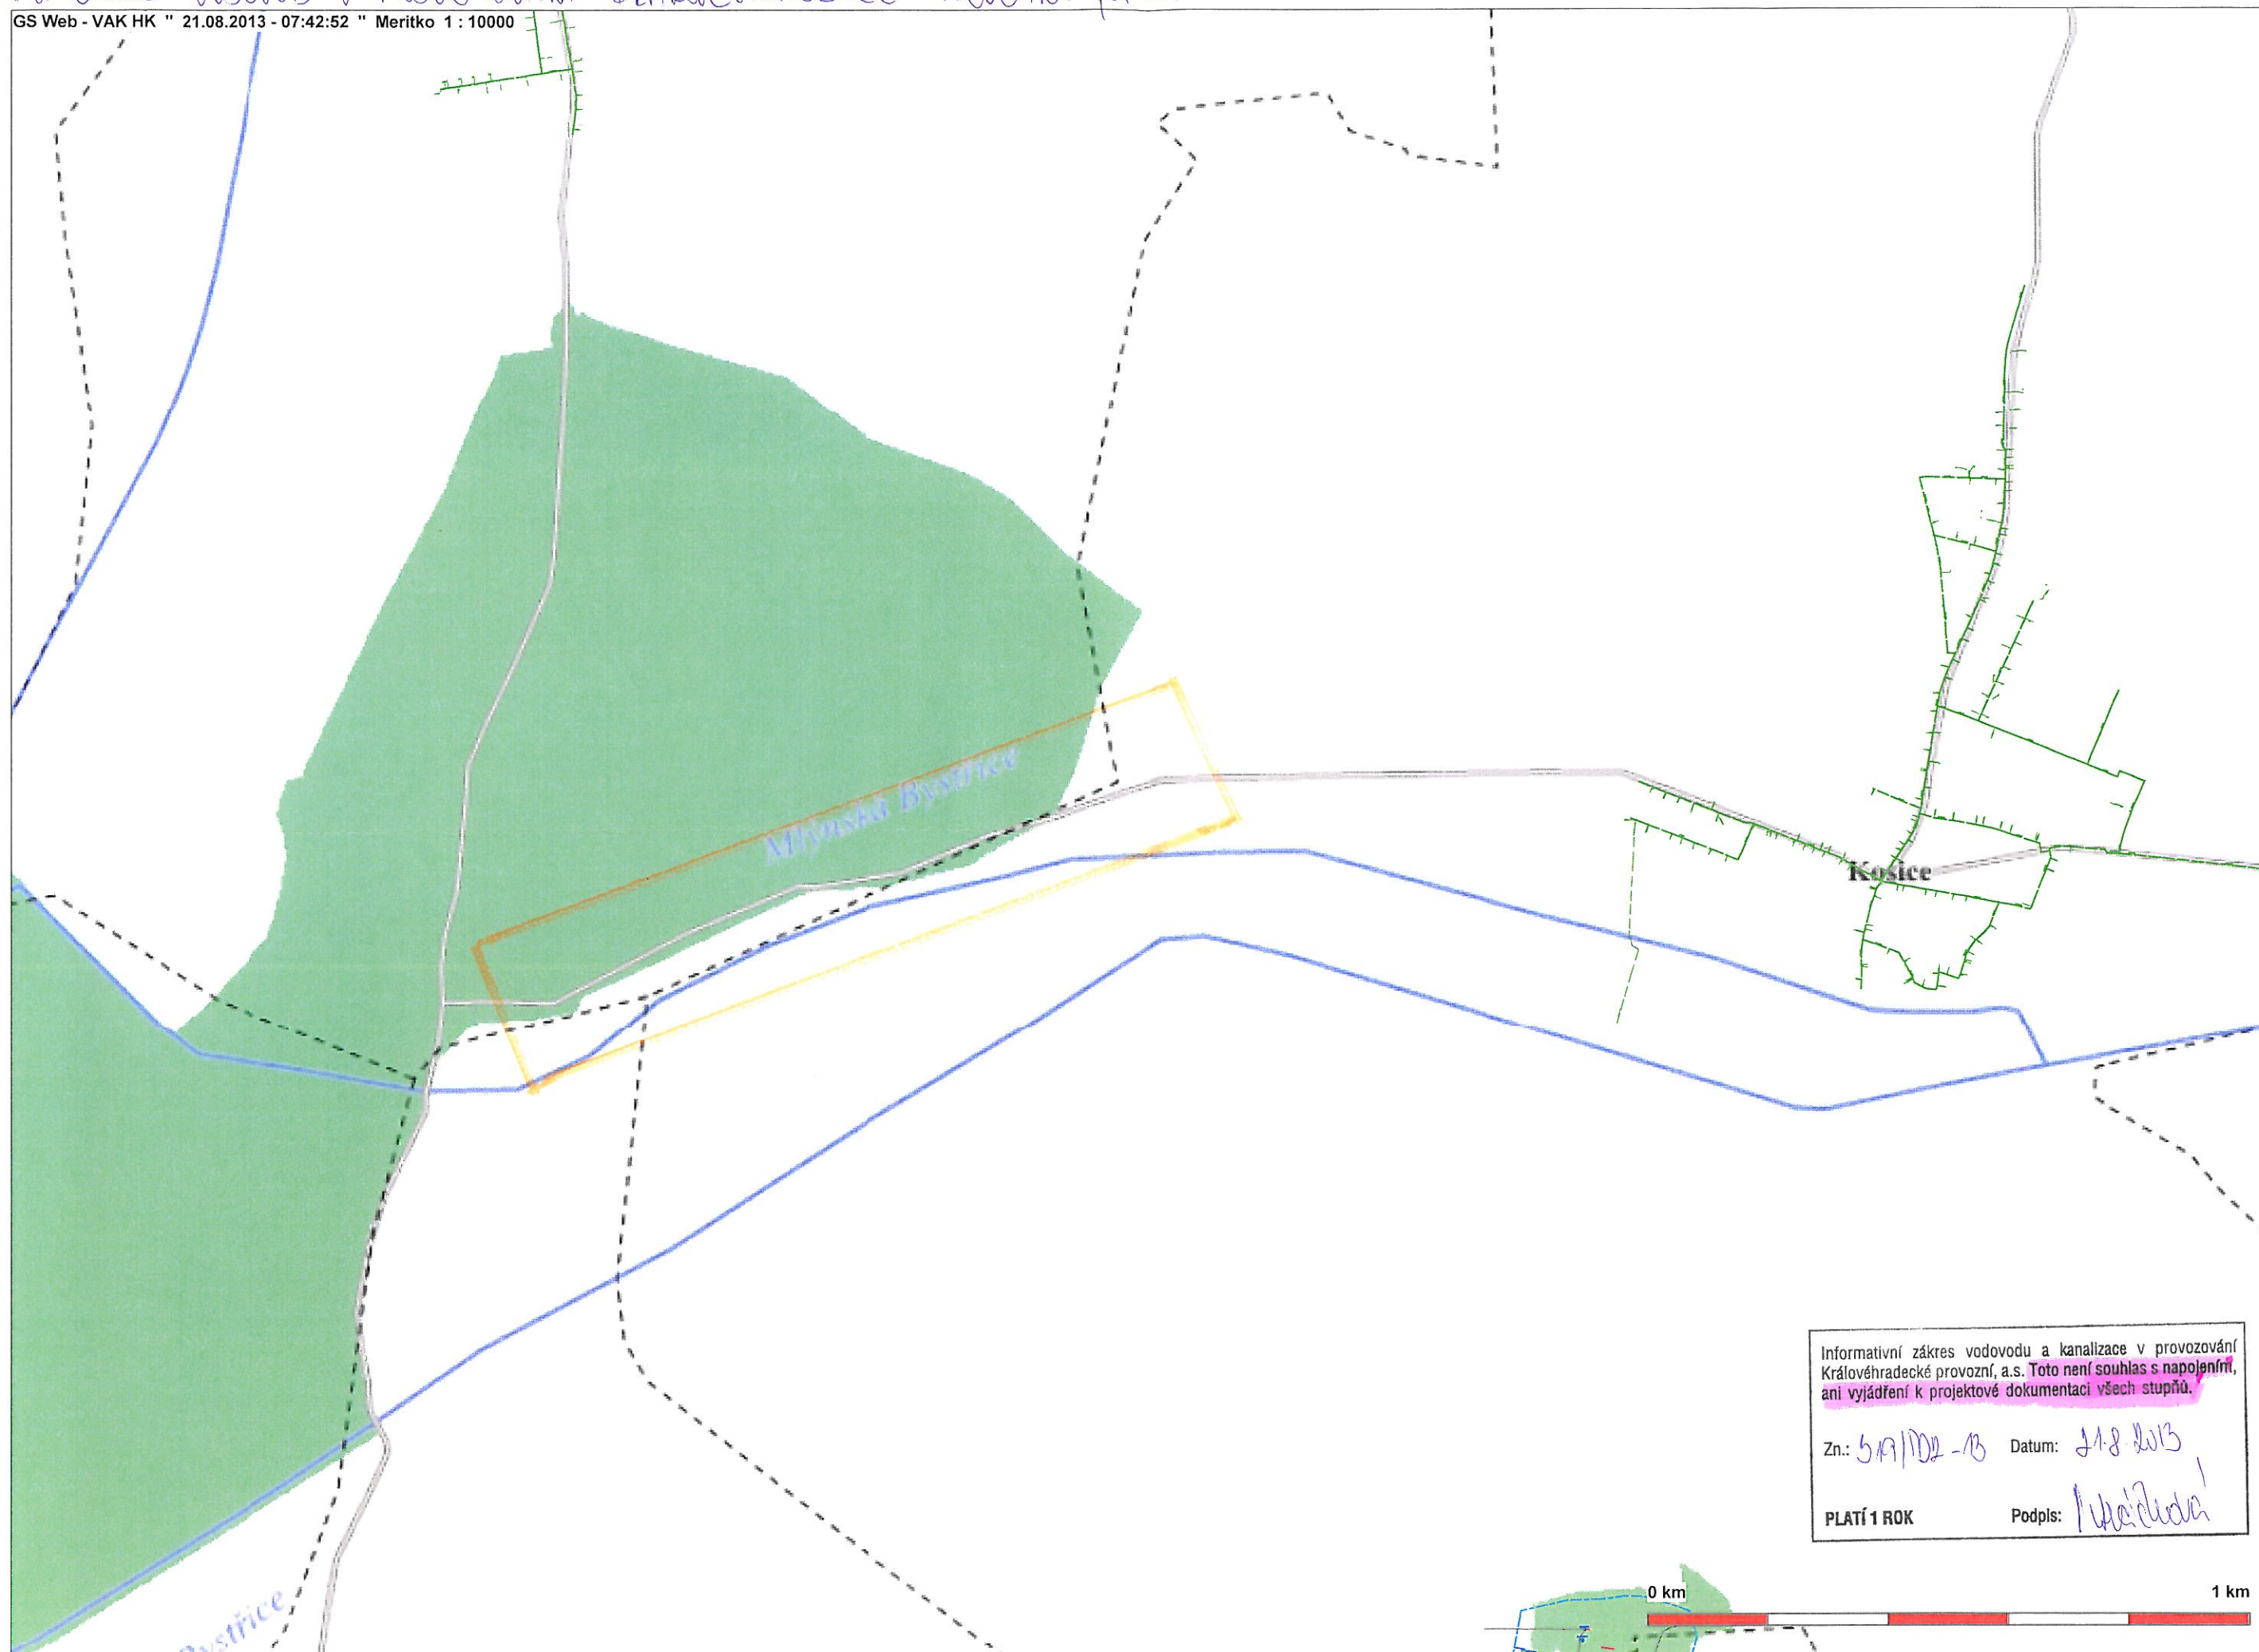 GS Web - VAK HK " 21.08.2013 - 07:42:52 " Meritko 1 : 10000
Mlýnská Bystřice
Kosice
Informativní zákres vodovodu a kanalizace v provozování
Královéhradecké provozní, a.s. Toto není souhlas s napojením,
ani vyjádření k projektové dokumentaci všech stupňů.
Zn.: Datum: 21.8.2013
PLATÍ 1 ROK Podpis:
0 km 1 km
Bystřice